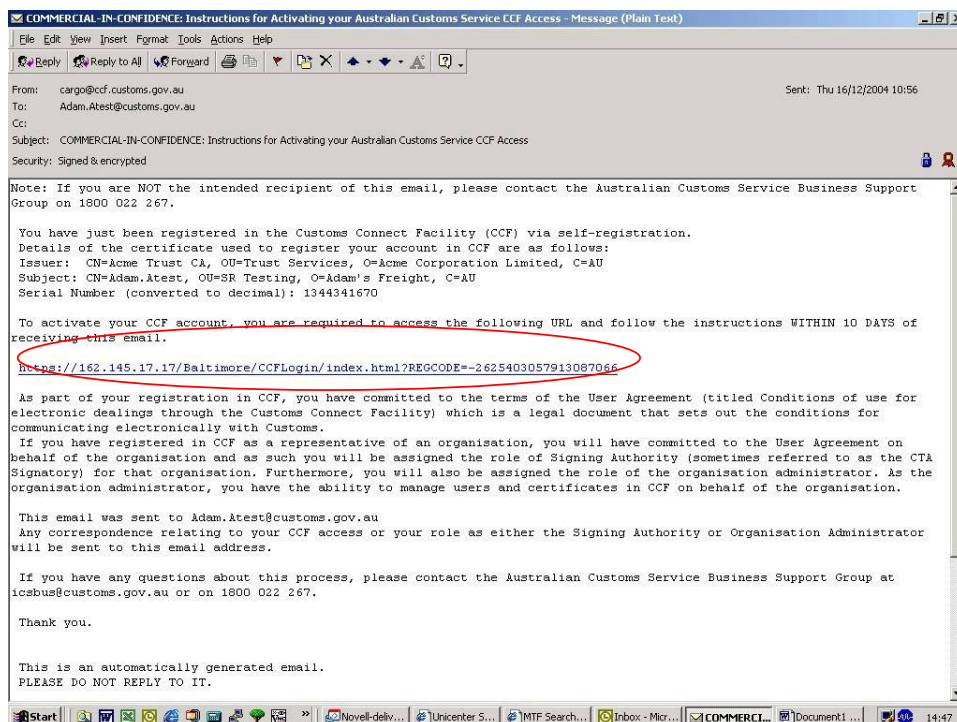 COMMERCIAL-IN-CONFIDENCE: Instructions for Activating your Australian Customs Service CCF Access - Message (Plain Text)
File Edit View Insert Format Tools Actions Help
Reply Reply to All Forward
From: cargo@ccf.customs.gov.au Sent: Thu 16/12/2004 10:56
To: Adam.Atest@customs.gov.au
Cc:
Subject: COMMERCIAL-IN-CONFIDENCE: Instructions for Activating your Australian Customs Service CCF Access
Security: Signed & encrypted
Note: If you are NOT the intended recipient of this email, please contact the Australian Customs Service Business Support
Group on 1800 022 267.
You have just been registered in the Customs Connect Facility (CCF) via self-registration.
Details of the certificate used to register your account in CCF are as follows:
Issuer: CN=Acme Trust CA, OU=Trust Services, O=Acme Corporation Limited, C=AU
Subject: CN=Adam.Atest, OU=SR Testing, O=Adam's Freight, C=AU
Serial Number (converted to decimal): 1344341670
To activate your CCF account, you are required to access the following URL and follow the instructions WITHIN 10 DAYS of
receiving this email.
https://162.145.17.17/Baltimore/CCFLogin/index.html?REGCODE=-2625403057913087066
As part of your registration in CCF, you have committed to the terms of the User Agreement (titled Conditions of use for
electronic dealings through the Customs Connect Facility) which is a legal document that sets out the conditions for
communicating electronically with Customs.
If you have registered in CCF as a representative of an organisation, you will have committed to the User Agreement on
behalf of the organisation and as such you will be assigned the role of Signing Authority (sometimes referred to as the CTA
Signatory) for that organisation. Furthermore, you will also be assigned the role of the organisation administrator. As the
organisation administrator, you have the ability to manage users and certificates in CCF on behalf of the organisation.
This email was sent to Adam.Atest@customs.gov.au
Any correspondence relating to your CCF access or your role as either the Signing Authority or Organisation Administrator
will be sent to this email address.
If you have any questions about this process, please contact the Australian Customs Service Business Support Group at
icsbus@customs.gov.au or on 1800 022 267.
Thank you.
This is an automatically generated email.
PLEASE DO NOT REPLY TO IT.
Start » Novell-deliv... Unicenter S... MTF Search... Inbox - Micr... COMMERCI... Document1 ... 14:47